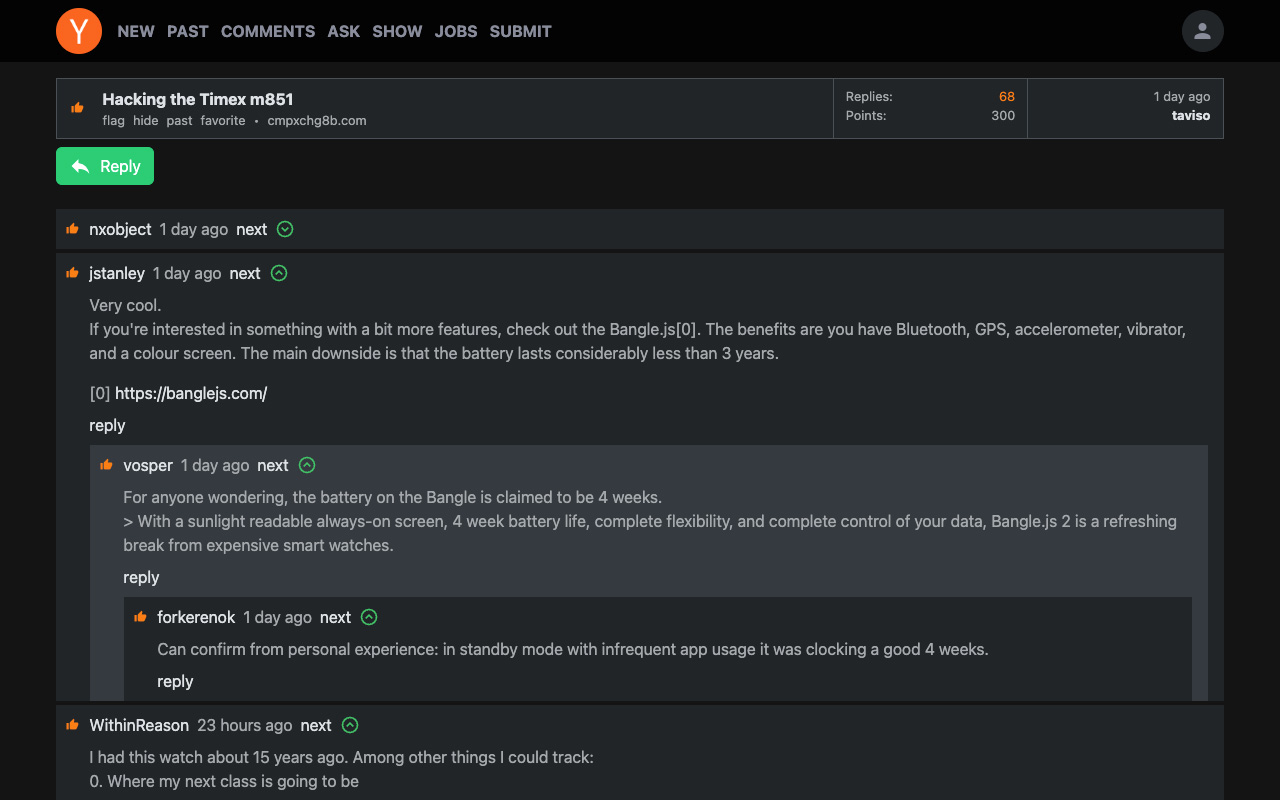 Y NEW PAST COMMENTS ASK SHOW JOBS SUBMIT
Hacking the Timex m851
flag hide past favorite • cmpxchg8b.com
Replies: 68
Points: 300
1 day ago
taviso
Reply
nxobject 1 day ago next
jstanley 1 day ago next
Very cool.
If you're interested in something with a bit more features, check out the Bangle.js[0]. The benefits are you have Bluetooth, GPS, accelerometer, vibrator,
and a colour screen. The main downside is that the battery lasts considerably less than 3 years.
[0] https://banglejs.com/
reply
vosper 1 day ago next
For anyone wondering, the battery on the Bangle is claimed to be 4 weeks.
> With a sunlight readable always-on screen, 4 week battery life, complete flexibility, and complete control of your data, Bangle.js 2 is a refreshing
break from expensive smart watches.
reply
forkerenok 1 day ago next
Can confirm from personal experience: in standby mode with infrequent app usage it was clocking a good 4 weeks.
reply
WithinReason 23 hours ago next
I had this watch about 15 years ago. Among other things I could track:
0. Where my next class is going to be